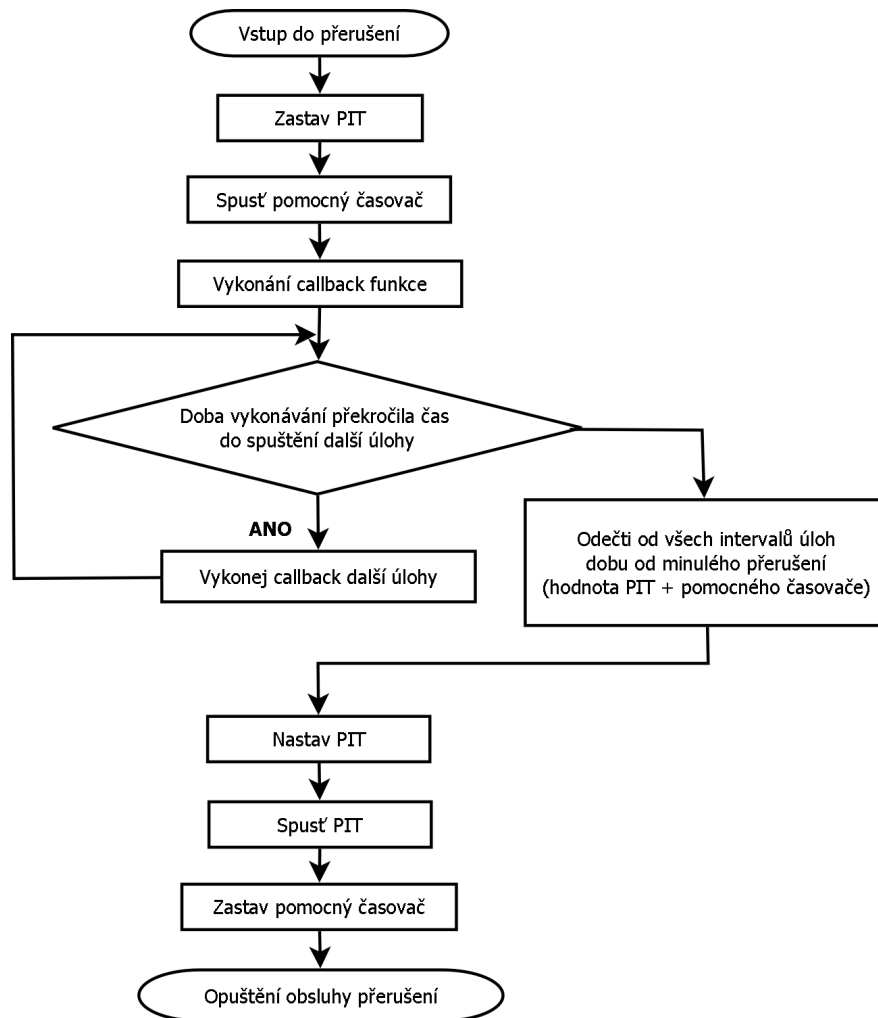 Vstup do přerušení
Zastav PIT
Spusť pomocný časovač
Vykonání callback funkce
Doba vykonávání překročila čas
do spuštění další úlohy
ANO
Vykonej callback další úlohy
Odečti od všech intervalů úloh
dobu od minulého přerušení
(hodnota PIT + pomocného časovače)
Nastav PIT
Spusť PIT
Zastav pomocný časovač
Opuštění obsluhy přerušení